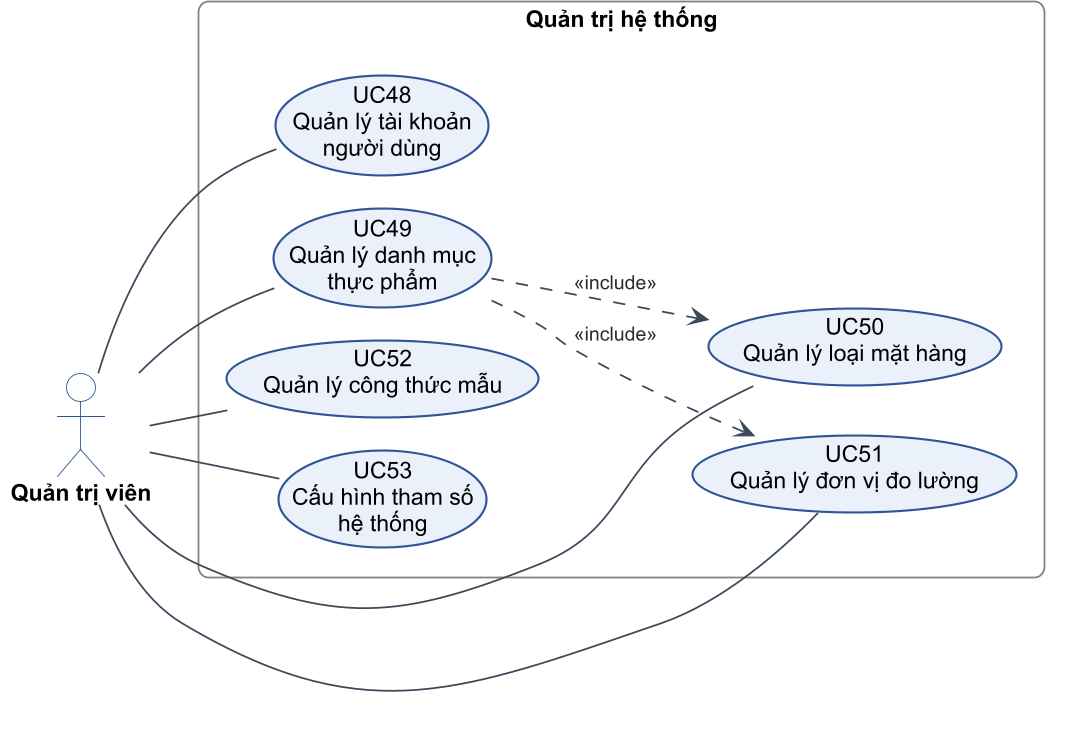 Quản trị hệ thống
UC48
Quản lý tài khoản
người dùng
UC49
Quản lý danh mục
thực phẩm
«include»
«include»
UC50
Quản lý loại mặt hàng
UC52
Quản lý công thức mẫu
UC51
Quản lý đơn vị đo lường
UC53
Cấu hình tham số
hệ thống
Quản trị viên